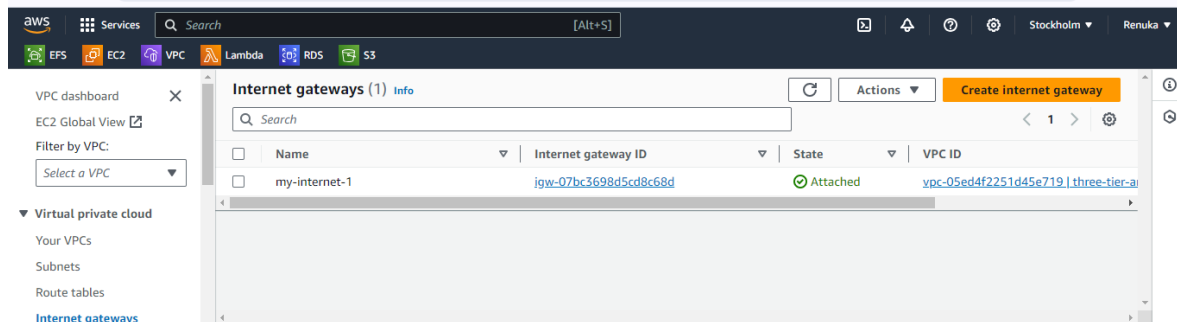 aws Services Search [Alt+S] Stockholm ▼ Renuka ▼
EFS EC2 VPC Lambda RDS S3
VPC dashboard
EC2 Global View
Filter by VPC:
Select a VPC
Virtual private cloud
Your VPCs
Subnets
Route tables
Internet gateways
Internet gateways (1) Info
Actions ▼ Create internet gateway
Search
1
Name Internet gateway ID State VPC ID
my-internet-1 igw-07bc3698d5cd8c68d Attached vpc-05ed4f2251d45e719 | three-tier-ar